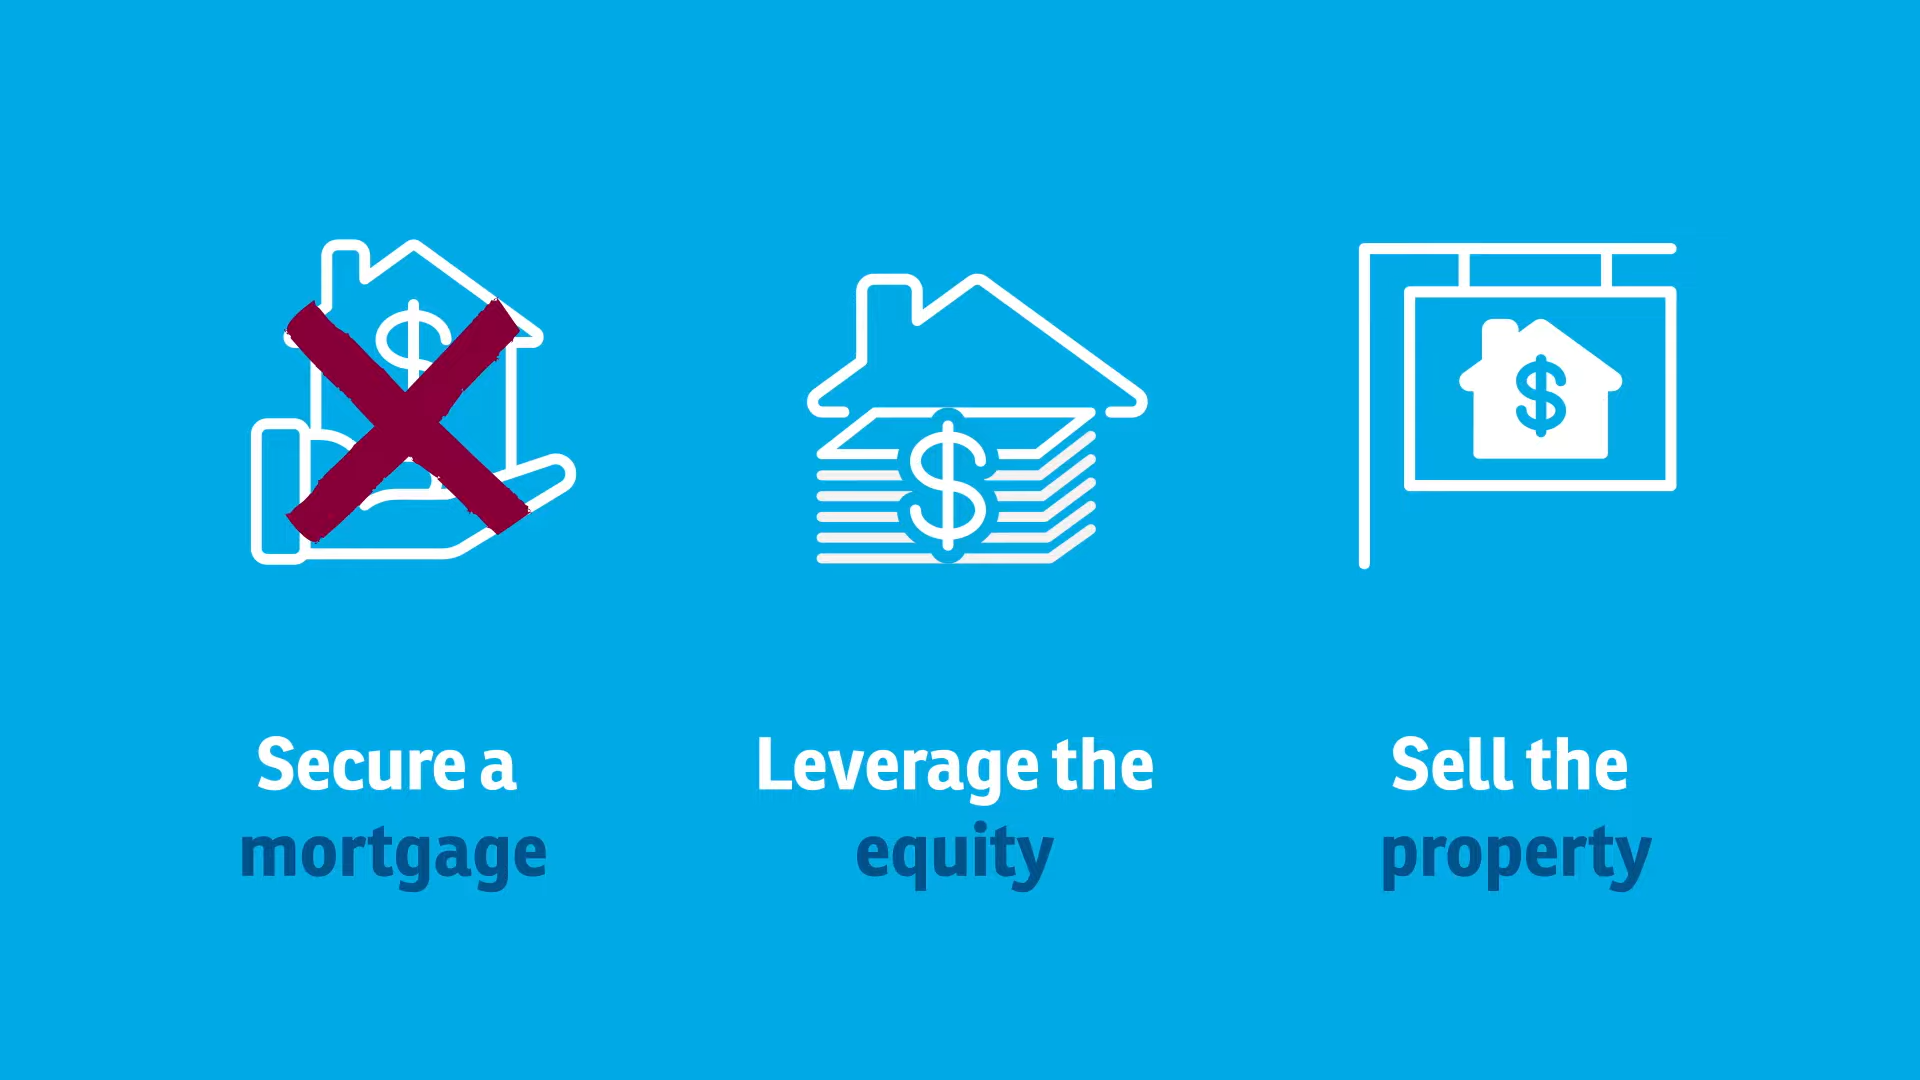 Secure a
mortgage
Leverage the
equity
Sell the
property
$
$
$